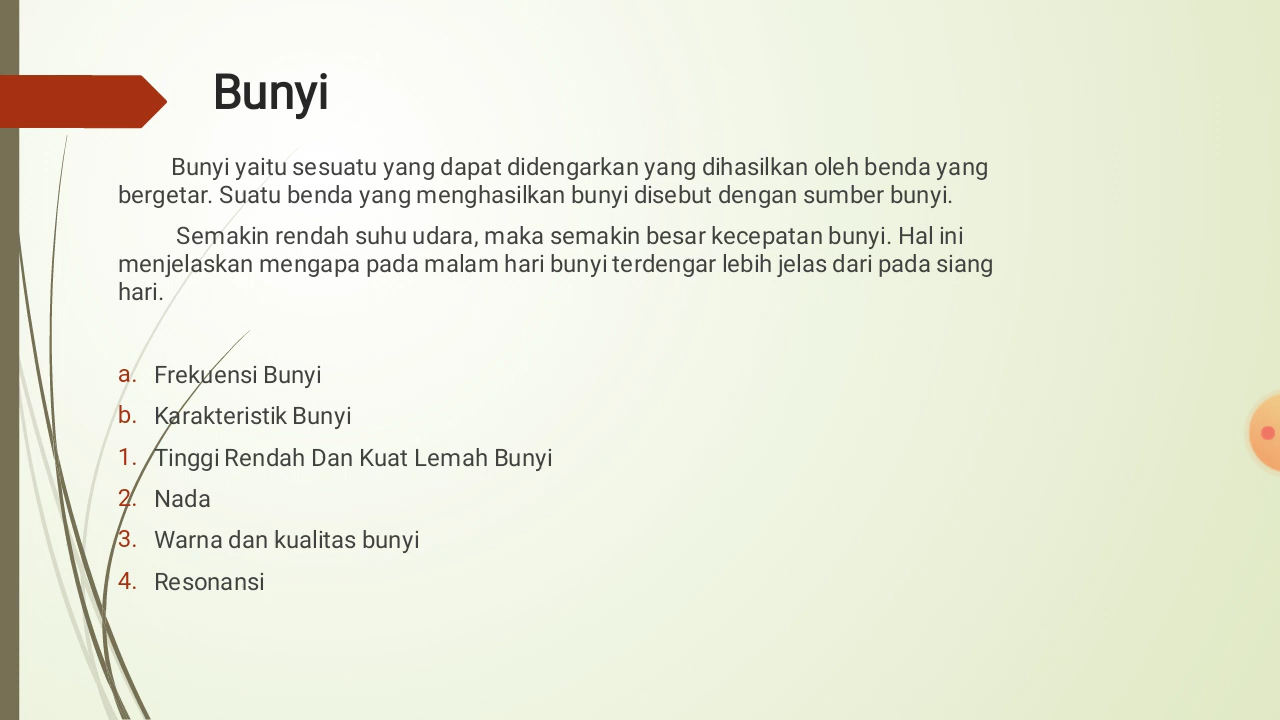 Bunyi
Bunyi yaitu sesuatu yang dapat didengarkan yang dihasilkan oleh benda yang
bergetar. Suatu benda yang menghasilkan bunyi disebut dengan sumber bunyi.
Semakin rendah suhu udara, maka semakin besar kecepatan bunyi. Hal ini
menjelaskan mengapa pada malam hari bunyi terdengar lebih jelas dari pada siang
hari.
a. Frekuensi Bunyi
b. Karakteristik Bunyi
1. Tinggi Rendah Dan Kuat Lemah Bunyi
2. Nada
3. Warna dan kualitas bunyi
4. Resonansi